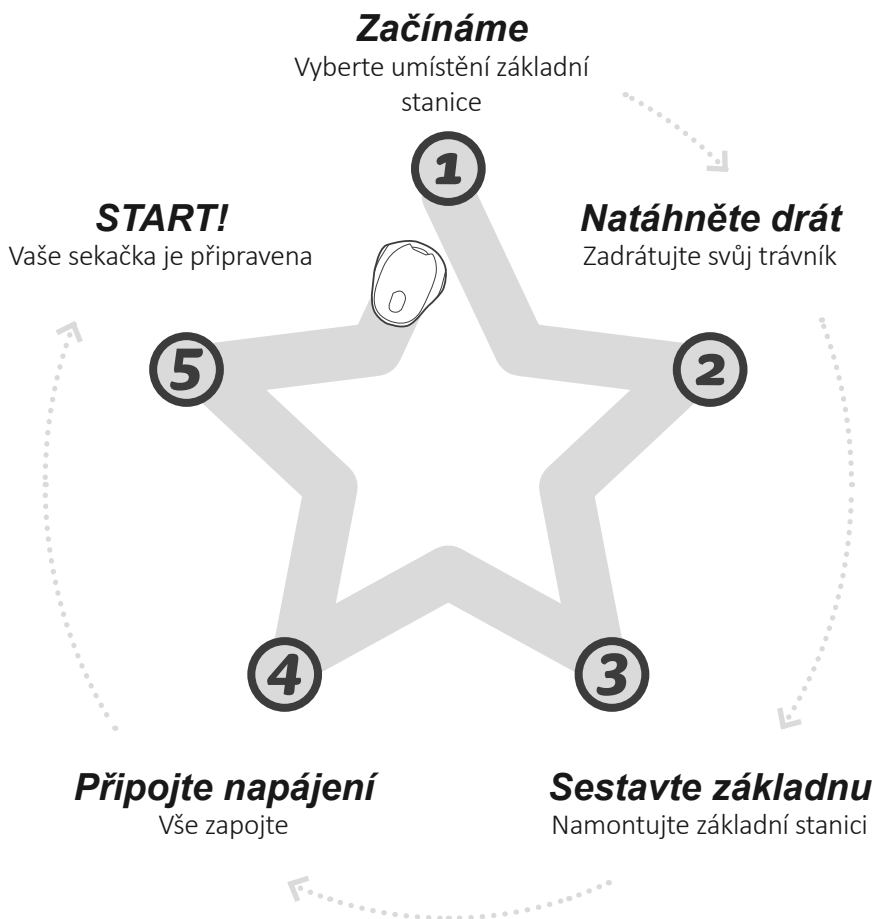 Začínáme
Vyberte umístění základní
stanice
1
Natáhněte drát
Zadrátujte svůj trávník
2
3
Sestavte základnu
Namontujte základní stanici
4
Připojte napájení
Vše zapojte
5
START!
Vaše sekačka je připravena